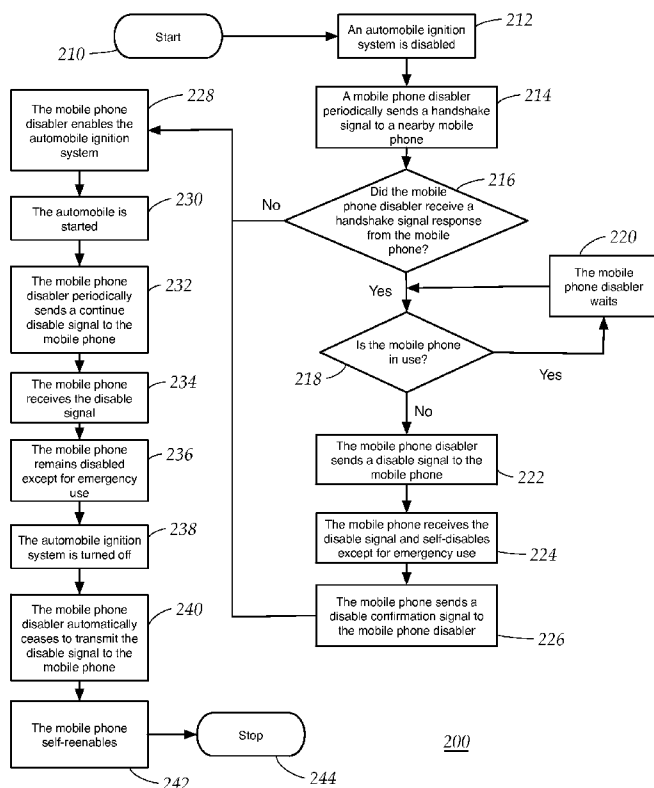 Start
210
An automobile ignition
system is disabled
212
A mobile phone disabler
periodically sends a handshake
signal to a nearby mobile
phone
214
Did the mobile
phone disabler receive a
handshake signal response
from the mobile
phone?
216
No
Yes
220
The mobile
phone disabler
waits
Is the mobile phone
in use?
218
Yes
No
The mobile phone disabler
sends a disable signal to the
mobile phone
222
The mobile phone receives the
disable signal and self-disables
except for emergency use
224
The mobile phone sends a
disable confirmation signal to
the mobile phone disabler
226
The mobile phone
disabler enables the
automobile ignition
system
228
The automobile is
started
230
The mobile phone
disabler periodically
sends a continue
disable signal to the
mobile phone
232
The mobile phone
receives the disable
signal
234
The mobile phone
remains disabled
except for emergency
use
236
The automobile ignition
system is turned off
238
The mobile phone
disabler automatically
ceases to transmit the
disable signal to the
mobile phone
240
The mobile phone
self-reenables
242
Stop
244
200